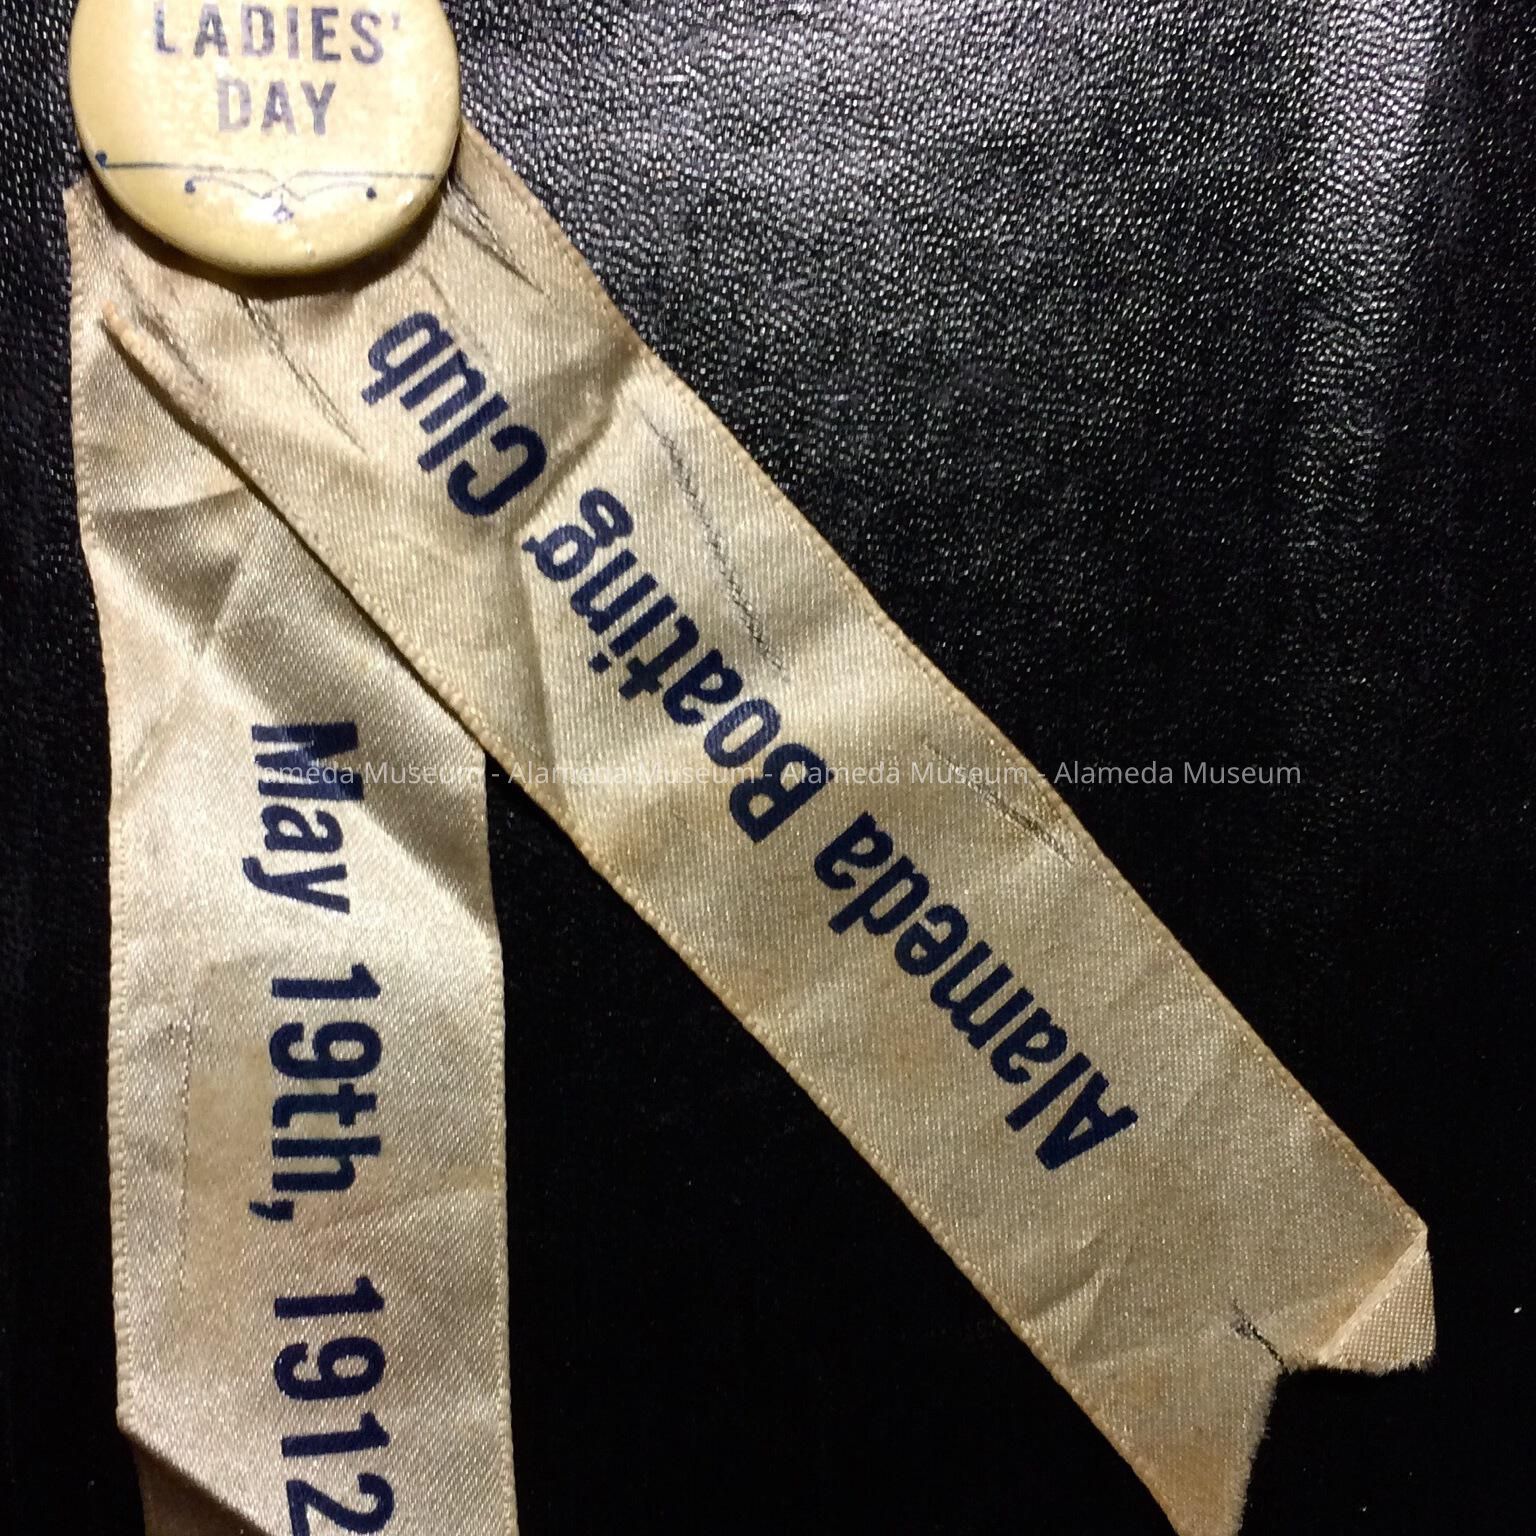 LADIES'
DAY
Alameda Boating Club
May 19th, 1912
Alameda Museum - Alameda Museum - Alameda Museum - Alameda Museum